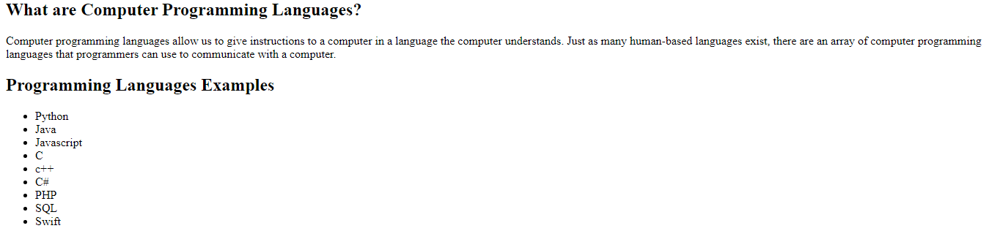 What are Computer Programming Languages?
Computer programming languages allow us to give instructions to a computer in a language the computer understands. Just as many human-based languages exist, there are an array of computer programming
languages that programmers can use to communicate with a computer.
Programming Languages Examples
Python
Java
Javascript
C
c++
C#
PHP
SQL
Swift